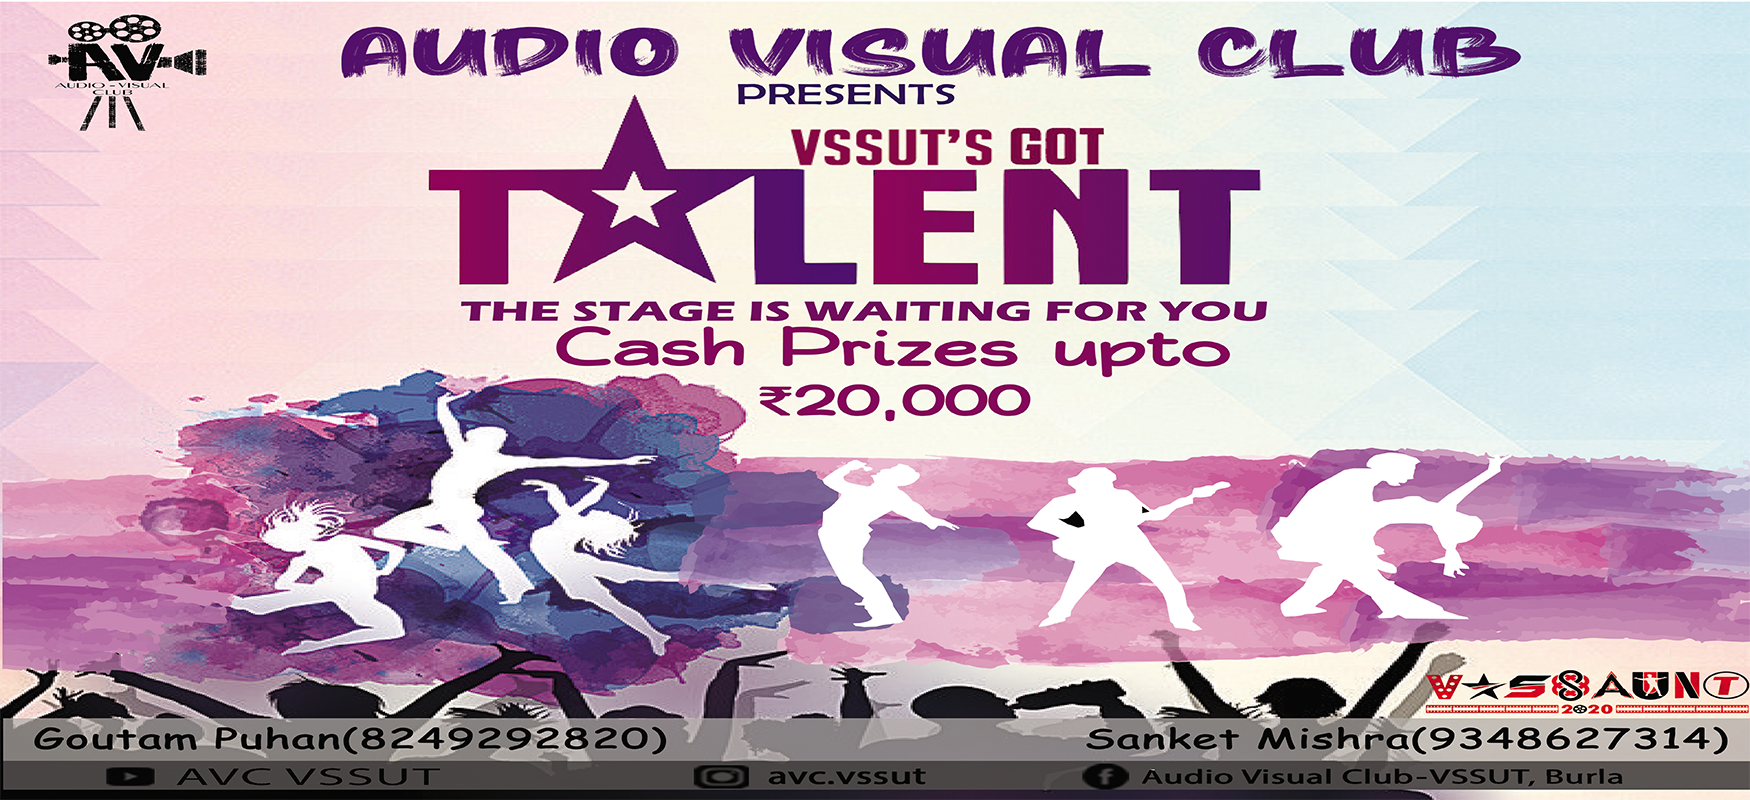 AV
AUDIO - VISUAL
CLUB
AUDIO VISUAL CLUB
PRESENTS
VSSUT'S GOT
TALENT
THE STAGE IS WAITING FOR YOU
Cash Prizes upto
₹20,000
V★S8AUNT
2020
Goutam Puhan(8249292820)
Sanket Mishra(9348627314)
AVC VSSUT
avc.vssut
Audio Visual Club-VSSUT, Burla